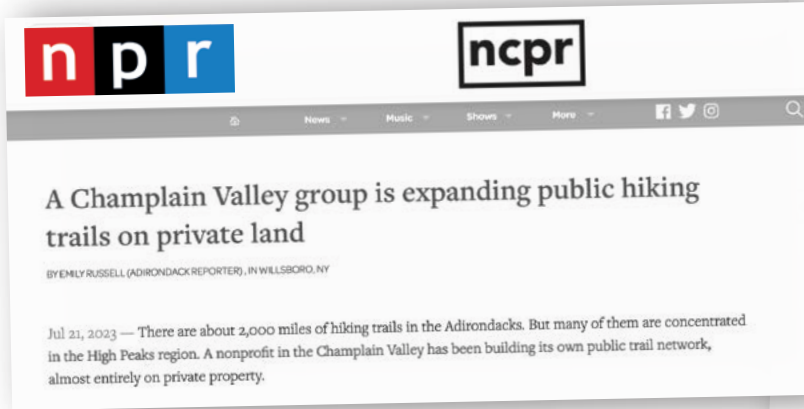 npr
ncpr
News Music Shows More
A Champlain Valley group is expanding public hiking
trails on private land
BY EMILY RUSSELL (ADIRONDACK REPORTER) , IN WILLSBORO, NY
Jul 21, 2023 — There are about 2,000 miles of hiking trails in the Adirondacks. But many of them are concentrated
in the High Peaks region. A nonprofit in the Champlain Valley has been building its own public trail network,
almost entirely on private property.